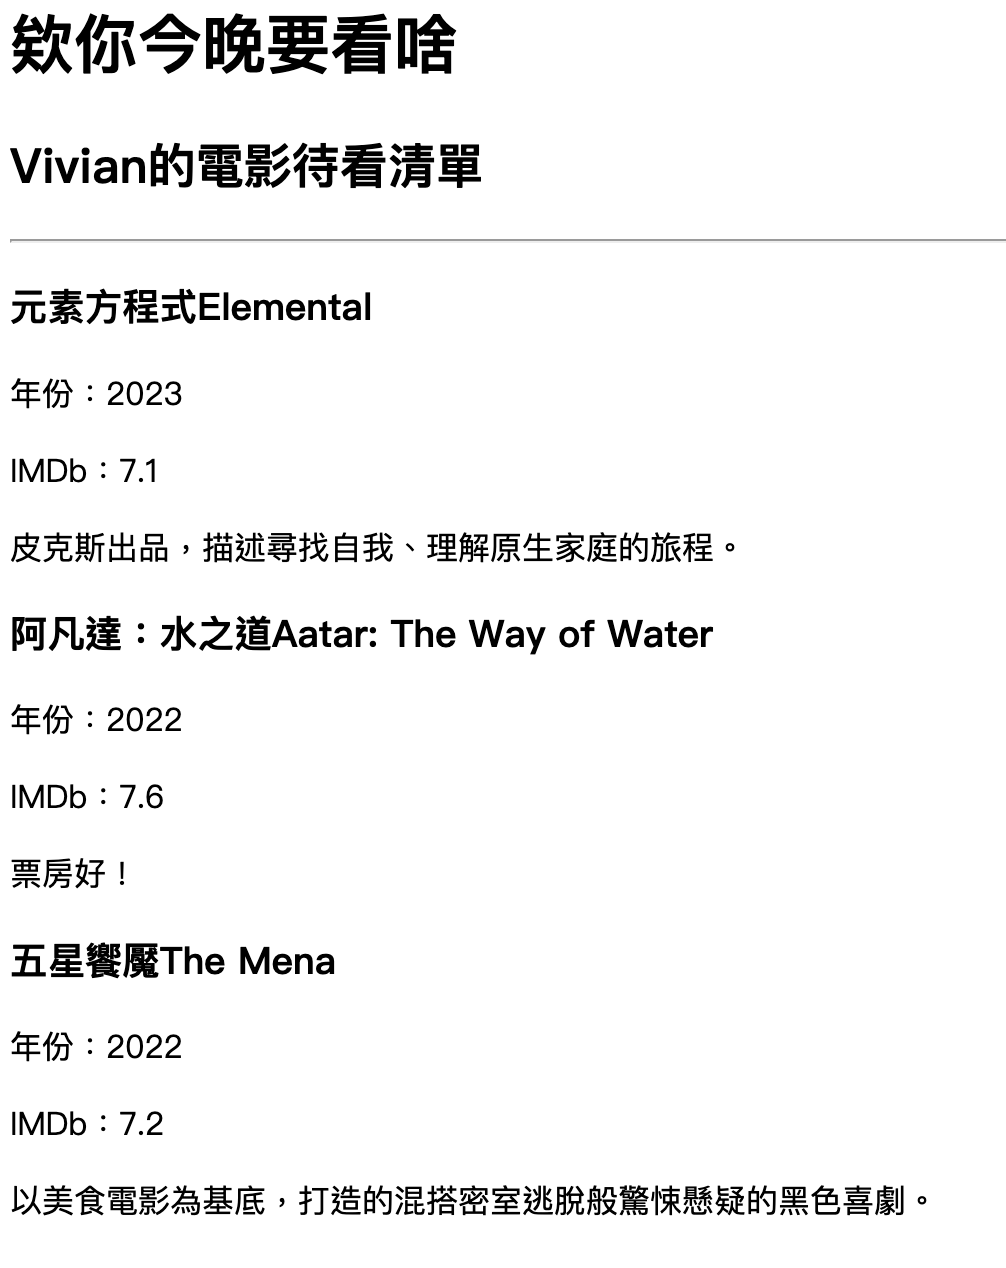 欸你今晚要看啥
Vivian的電影待看清單
元素方程式Elemental
年份：2023
IMDb：7.1
皮克斯出品，描述尋找自我、理解原生家庭的旅程。
阿凡達：水之道Aatar: The Way of Water
年份：2022
IMDb：7.6
票房好！
五星饗魘The Mena
年份：2022
IMDb：7.2
以美食電影為基底，打造的混搭密室逃脫般驚悚懸疑的黑色喜劇。